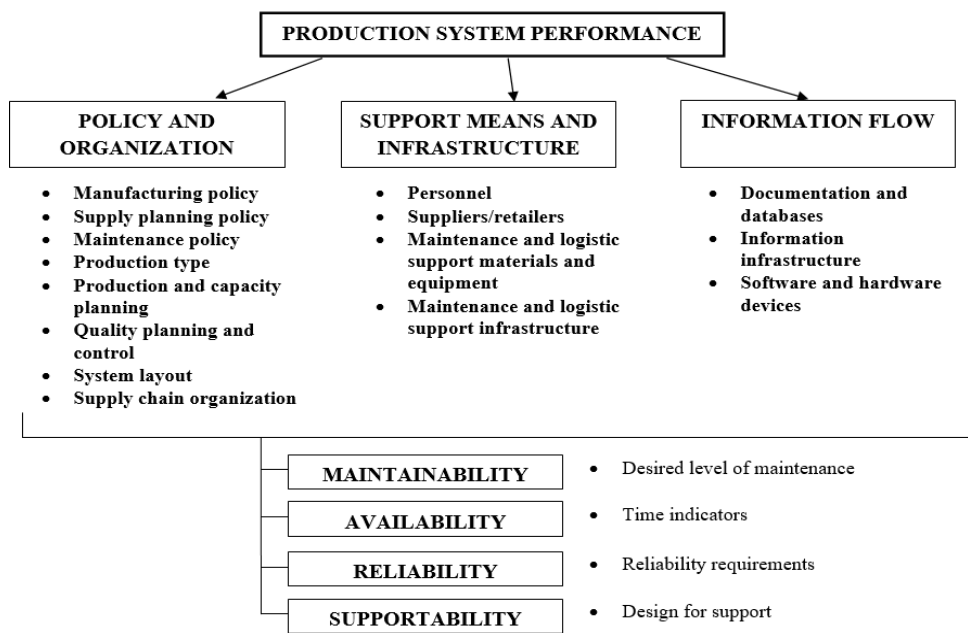 PRODUCTION SYSTEM PERFORMANCE
POLICY AND
ORGANIZATION
• Manufacturing policy
• Supply planning policy
• Maintenance policy
• Production type
• Production and capacity
planning
• Quality planning and
control
• System layout
• Supply chain organization
SUPPORT MEANS AND
INFRASTRUCTURE
• Personnel
• Suppliers/retailers
• Maintenance and logistic
support materials and
equipment
• Maintenance and logistic
support infrastructure
INFORMATION FLOW
• Documentation and
databases
• Information
infrastructure
• Software and hardware
devices
MAINTAINABILITY
• Desired level of maintenance
AVAILABILITY
• Time indicators
RELIABILITY
• Reliability requirements
SUPPORTABILITY
• Design for support